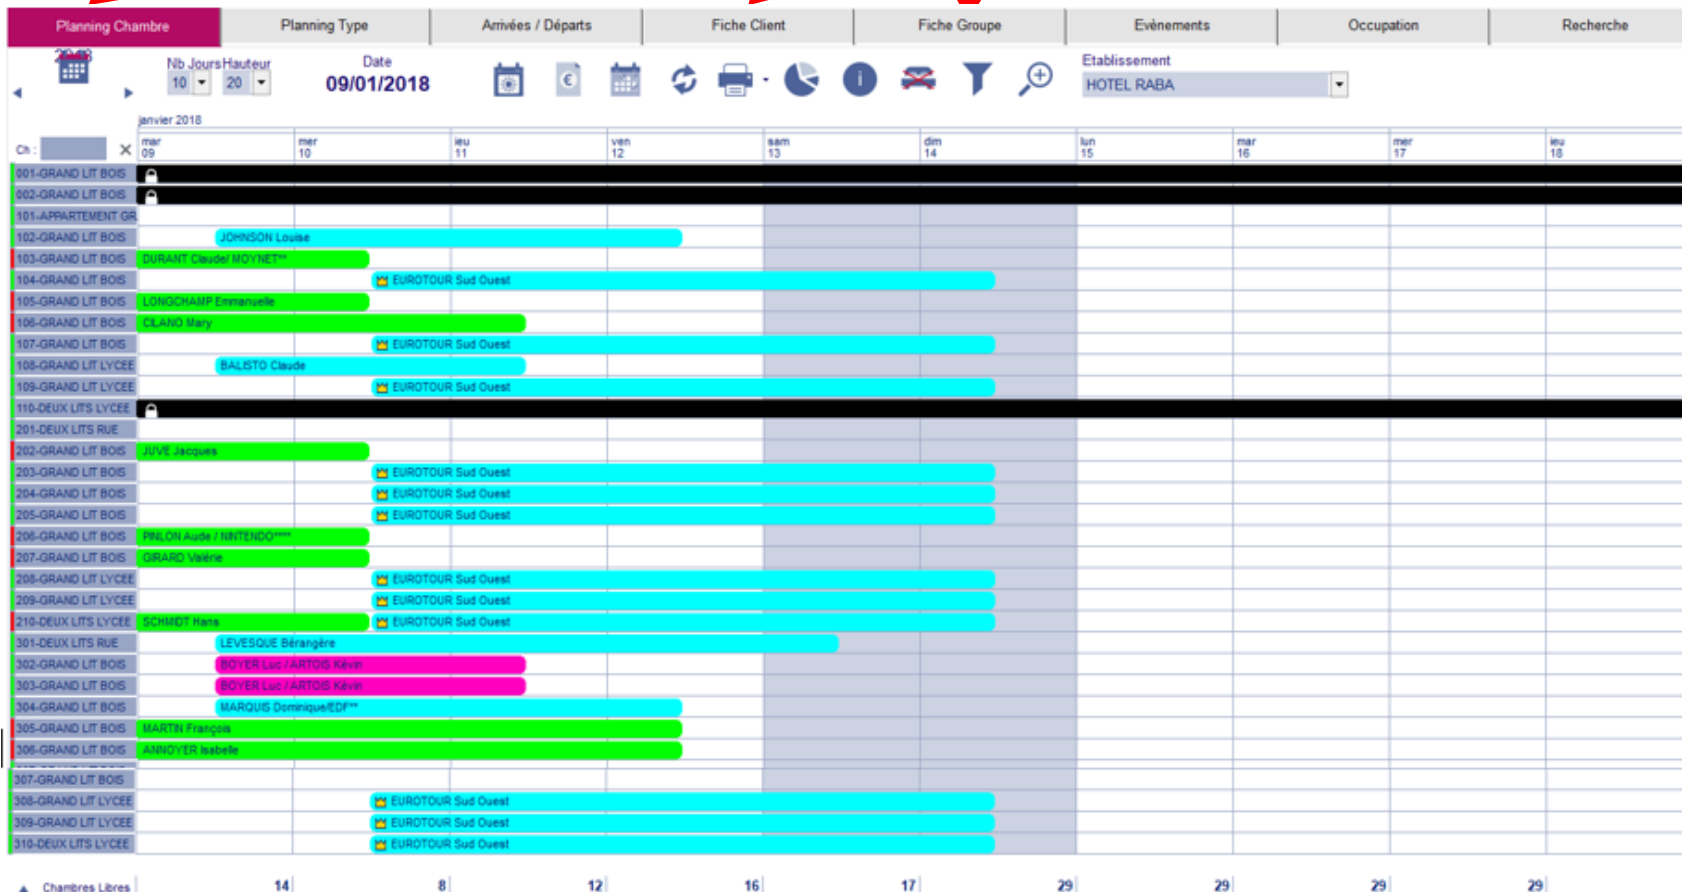 Planning Chambre Planning Type Arrivées / Départs Fiche Client Fiche Groupe Evènements Occupation Recherche
Nb Jours Hauteur Date Etablissement
10 20 09/01/2018 HOTEL RABA
janvier 2018
Ch : mar mer jeu ven sam dim lun mar mer jeu
09 10 11 12 13 14 15 16 17 18
001-GRAND LIT BOIS
002-GRAND LIT BOIS
101-APPARTEMENT GR
102-GRAND LIT BOIS JOHNSON Louise
103-GRAND LIT BOIS DURANT Claude/ MOYNET**
104-GRAND LIT BOIS EUROTOUR Sud Ouest
105-GRAND LIT BOIS LONGCHAMP Emmanuelle
106-GRAND LIT BOIS CILANO Mary
107-GRAND LIT BOIS EUROTOUR Sud Ouest
108-GRAND LIT LYCEE BALISTO Claude
109-GRAND LIT LYCEE EUROTOUR Sud Ouest
110-DEUX LITS LYCEE
201-DEUX LITS RUE
202-GRAND LIT BOIS JUVE Jacques
203-GRAND LIT BOIS EUROTOUR Sud Ouest
204-GRAND LIT BOIS EUROTOUR Sud Ouest
205-GRAND LIT BOIS EUROTOUR Sud Ouest
206-GRAND LIT BOIS PINLON Aude / NINTENDO****
207-GRAND LIT BOIS GIRARD Valérie
208-GRAND LIT LYCEE EUROTOUR Sud Ouest
209-GRAND LIT LYCEE EUROTOUR Sud Ouest
210-DEUX LITS LYCEE SCHMIDT Hans EUROTOUR Sud Ouest
301-DEUX LITS RUE LEVESQUE Bérangère
302-GRAND LIT BOIS BOYER Luc / ARTOIS Kévin
303-GRAND LIT BOIS BOYER Luc / ARTOIS Kévin
304-GRAND LIT BOIS MARQUIS Dominique/EDF**
305-GRAND LIT BOIS MARTIN François
306-GRAND LIT BOIS ANNOYER Isabelle
307-GRAND LIT BOIS
308-GRAND LIT LYCEE EUROTOUR Sud Ouest
309-GRAND LIT LYCEE EUROTOUR Sud Ouest
310-DEUX LITS LYCEE EUROTOUR Sud Ouest
Chambres Libres 14 8 12 16 17 29 29 29 29